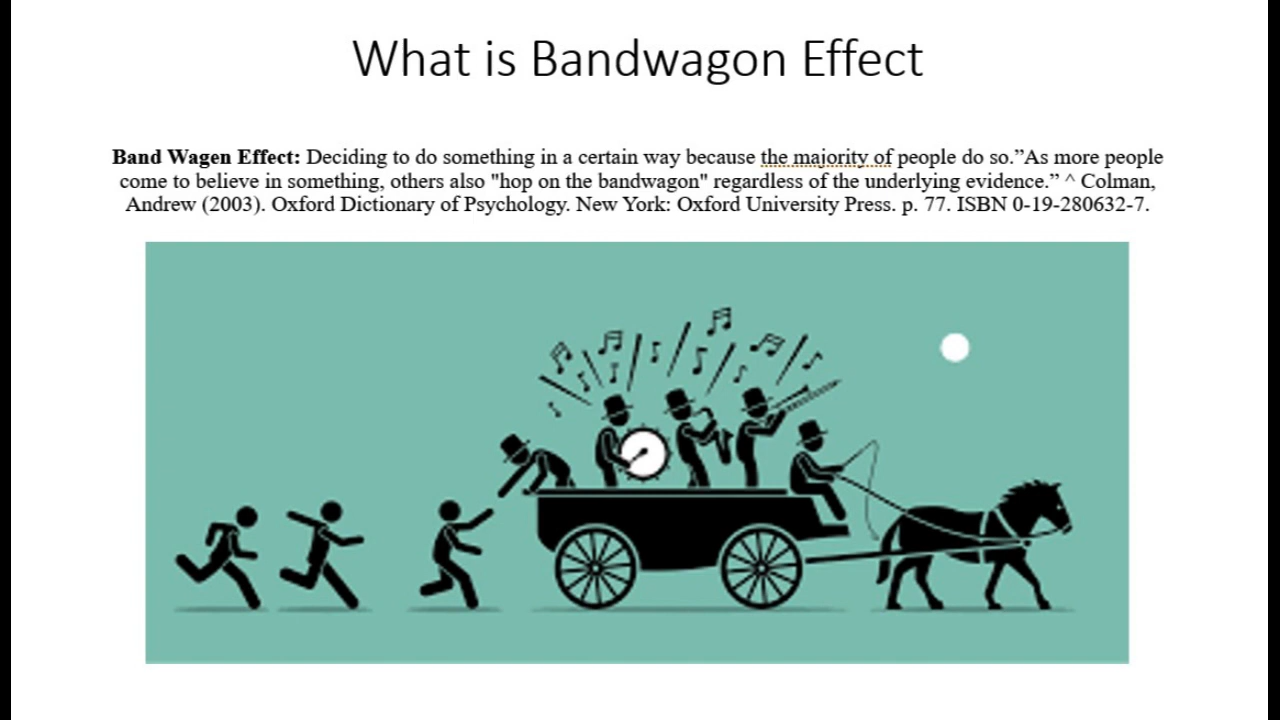 What is Bandwagon Effect
Band Wagen Effect: Deciding to do something in a certain way because the majority of people do so.”As more people
come to believe in something, others also "hop on the bandwagon" regardless of the underlying evidence.” ^ Colman,
Andrew (2003). Oxford Dictionary of Psychology. New York: Oxford University Press. p. 77. ISBN 0-19-280632-7.